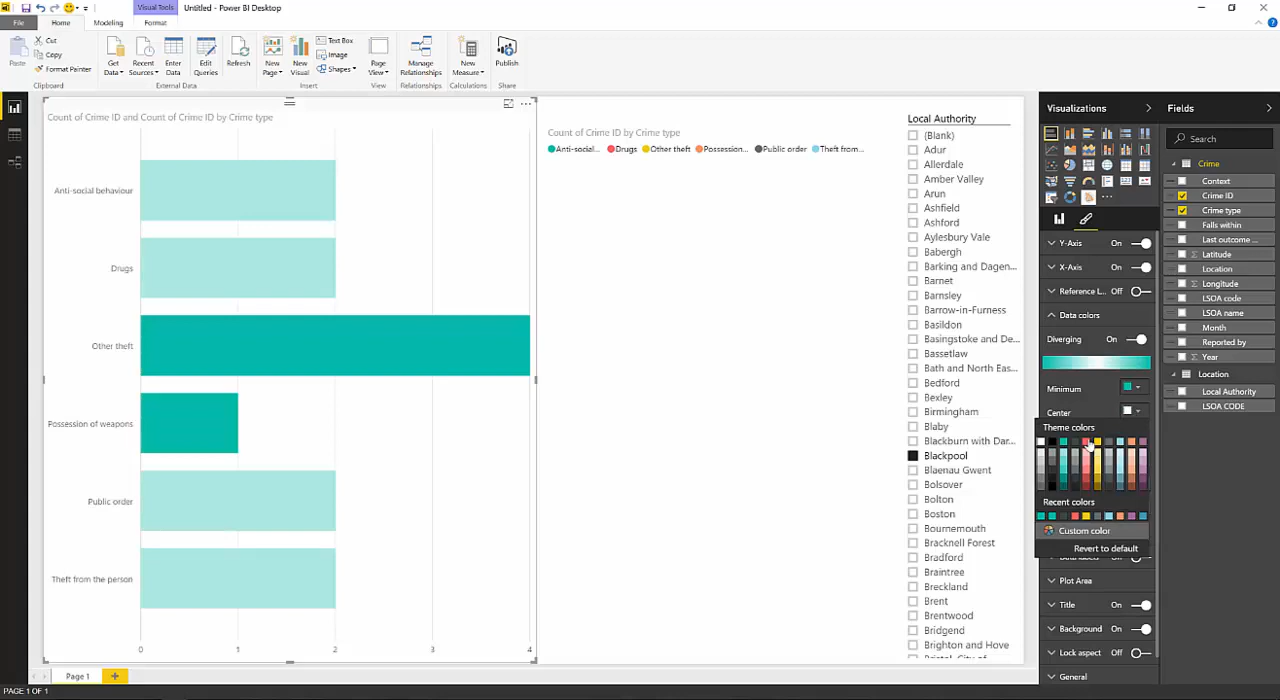 Visual Tools
Untitled - Power BI Desktop
File
Home
Modeling
Format
Paste
Cut
Copy
Format Painter
Clipboard
Get Data
Recent Sources
Enter Data
Edit Queries
Refresh
External Data
New Page
New Visual
Text Box
Image
Shapes
Insert
Page View
View
Manage Relationships
Relationships
New Measure
Calculations
Publish
Share
Count of Crime ID and Count of Crime ID by Crime type
Anti-social behaviour
Drugs
Other theft
Possession of weapons
Public order
Theft from the person
0 1 2 3 4
Count of Crime ID by Crime type
Anti-social... Drugs Other theft Possession... Public order Theft from...
Local Authority
(Blank)
Adur
Allerdale
Amber Valley
Arun
Ashfield
Ashford
Aylesbury Vale
Babergh
Barking and Dagen...
Barnet
Barnsley
Barrow-in-Furness
Basildon
Basingstoke and De...
Bassetlaw
Bath and North Eas...
Bedford
Bexley
Birmingham
Blaby
Blackburn with Dar...
Blackpool
Blaenau Gwent
Bolsover
Bolton
Boston
Bournemouth
Bracknell Forest
Bradford
Braintree
Breckland
Brent
Brentwood
Bridgend
Brighton and Hove
Visualizations
Y-Axis On
X-Axis On
Reference L... Off
Data colors
Diverging On
Minimum
Center
Theme colors
Recent colors
Custom color
Revert to default
Plot Area
Title On
Background On
Lock aspect Off
General
Fields
Search
Crime
Context
Crime ID
Crime type
Falls within
Last outcome ...
Σ Latitude
Location
Σ Longitude
LSOA code
LSOA name
Month
Reported by
Σ Year
Location
Local Authority
LSOA CODE
Page 1
PAGE 1 OF 1